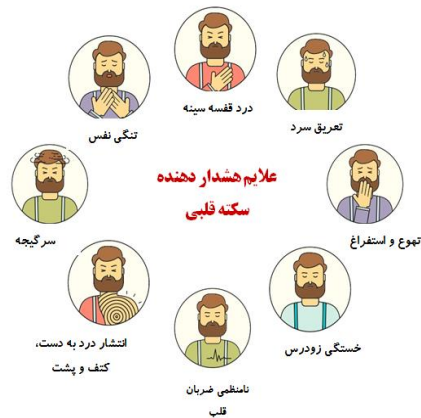 علایم هشدار دهنده
سکته قلبی
درد قفسه سینه
تعریق سرد
تهوع و استفراغ
خستگی زودرس
نامنظمی ضربان
قلب
انتشار درد به دست،
کتف و پشت
سرگیجه
تنگی نفس